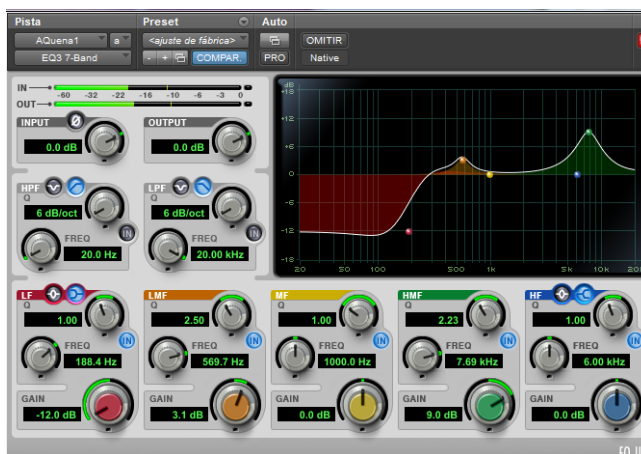 Pista Preset Auto
AQuena1 a <ajuste de fábrica> OMITIR
EQ3 7-Band - + COMPAR. PRO Native
IN -60 -32 -22 -16 -10 -6 -3 0
OUT
INPUT Ø OUTPUT
0.0 dB 0.0 dB
HPF LPF
Q Q
6 dB/oct 6 dB/oct
IN IN
FREQ FREQ
20.0 Hz 20.00 kHz
dB
+18
+12
+6
0
-6
-12
-18
20 50 100 500 1k 5k 10k
LF LMF MF HMF HF
Q Q Q Q Q
1.00 2.50 1.00 2.23 1.00
IN IN IN IN IN
FREQ FREQ FREQ FREQ FREQ
188.4 Hz 569.7 Hz 1000.0 Hz 7.69 kHz 6.00 kHz
GAIN GAIN GAIN GAIN GAIN
-12.0 dB 3.1 dB 0.0 dB 9.0 dB 0.0 dB